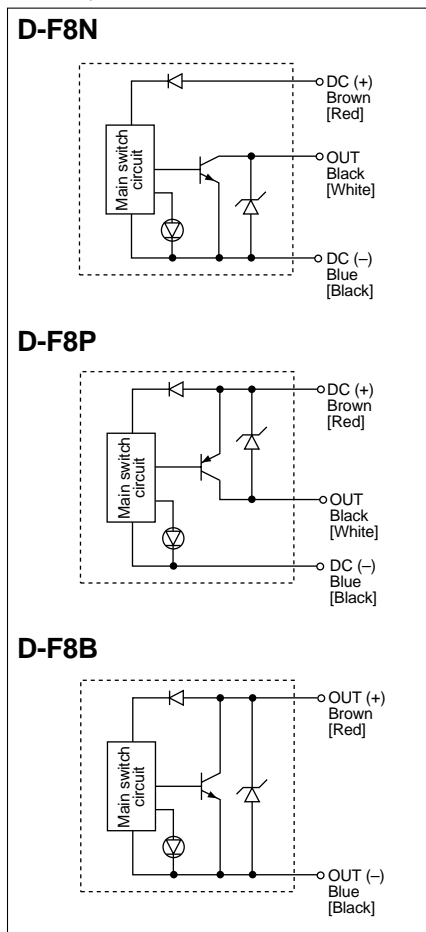 D-F8N
Main switch
circuit
DC (+)
Brown
[Red]
OUT
Black
[White]
DC (–)
Blue
[Black]
D-F8P
Main switch
circuit
DC (+)
Brown
[Red]
OUT
Black
[White]
DC (–)
Blue
[Black]
D-F8B
Main switch
circuit
OUT (+)
Brown
[Red]
OUT (–)
Blue
[Black]